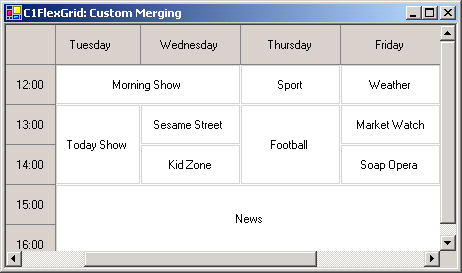 C1FlexGrid: Custom Merging
Tuesday Wednesday Thursday Friday
12:00 Morning Show Sport Weather
13:00 Sesame Street Market Watch
Today Show Football
14:00 Kid Zone Soap Opera
15:00
News
16:00